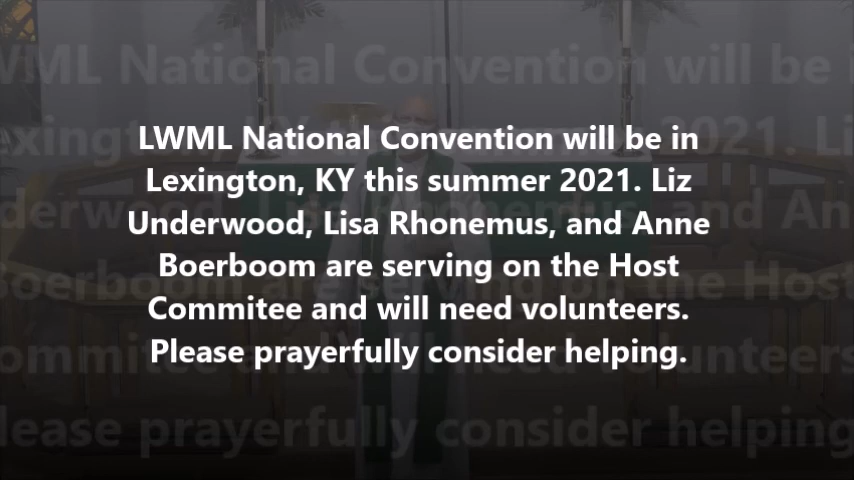 LWML National Convention will be in
Lexington, KY this summer 2021. Liz
Underwood, Lisa Rhonemus, and Anne
Boerboom are serving on the Host
Commitee and will need volunteers.
Please prayerfully consider helping.